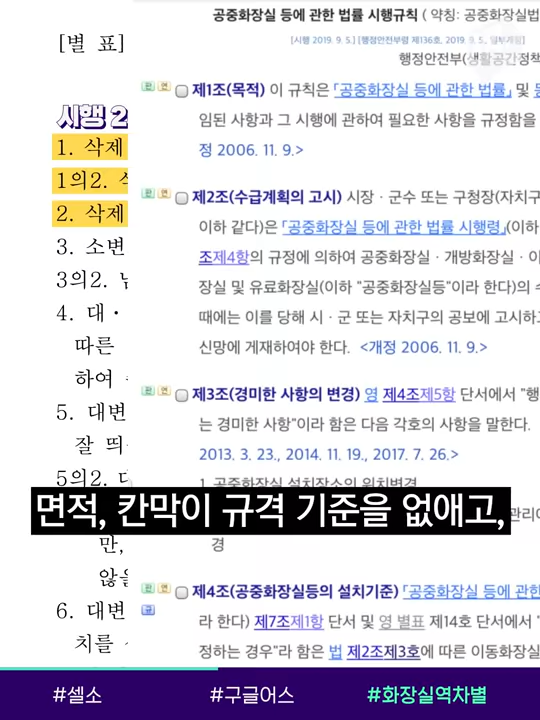 공중화장실 등에 관한 법률 시행규칙 ( 약칭: 공중화장실법
[시행 2019. 9. 5.] [행정안전부령 제136호, 2019. 9. 5., 일부개정]
행정안전부(생활공간정책
[별 표]
시행 2
1. 삭제
1의2. 삭
2. 삭제
3. 소변
3의2. 남
4. 대·
따른
하여
5. 대변
잘 띄
5의2. 대
만,
않을
6. 대변
치를
제1조(목적) 이 규칙은 「공중화장실 등에 관한 법률」 및 동
임된 사항과 그 시행에 관하여 필요한 사항을 규정함을
정 2006. 11. 9.>
제2조(수급계획의 고시) 시장ㆍ군수 또는 구청장(자치구
이하 같다)은 「공중화장실 등에 관한 법률 시행령」(이하
조제4항의 규정에 의하여 공중화장실ㆍ개방화장실ㆍ이
장실 및 유료화장실(이하 "공중화장실등"이라 한다)의 수
때에는 이를 당해 시ㆍ군 또는 자치구의 공보에 고시하고
신망에 게재하여야 한다. <개정 2006. 11. 9.>
제3조(경미한 사항의 변경) 영 제4조제5항 단서에서 "행
는 경미한 사항"이라 함은 다음 각호의 사항을 말한다.
2013. 3. 23., 2014. 11. 19., 2017. 7. 26.>
1. 공중화장실 설치장소의 위치변경
관리에
경
제4조(공중화장실등의 설치기준) 「공중화장실 등에 관한
라 한다) 제7조제1항 단서 및 영 별표 제14호 단서에서 "
정하는 경우"라 함은 법 제2조제3호에 따른 이동화장실
면적, 칸막이 규격 기준을 없애고,
#셀소 #구글어스 #화장실역차별